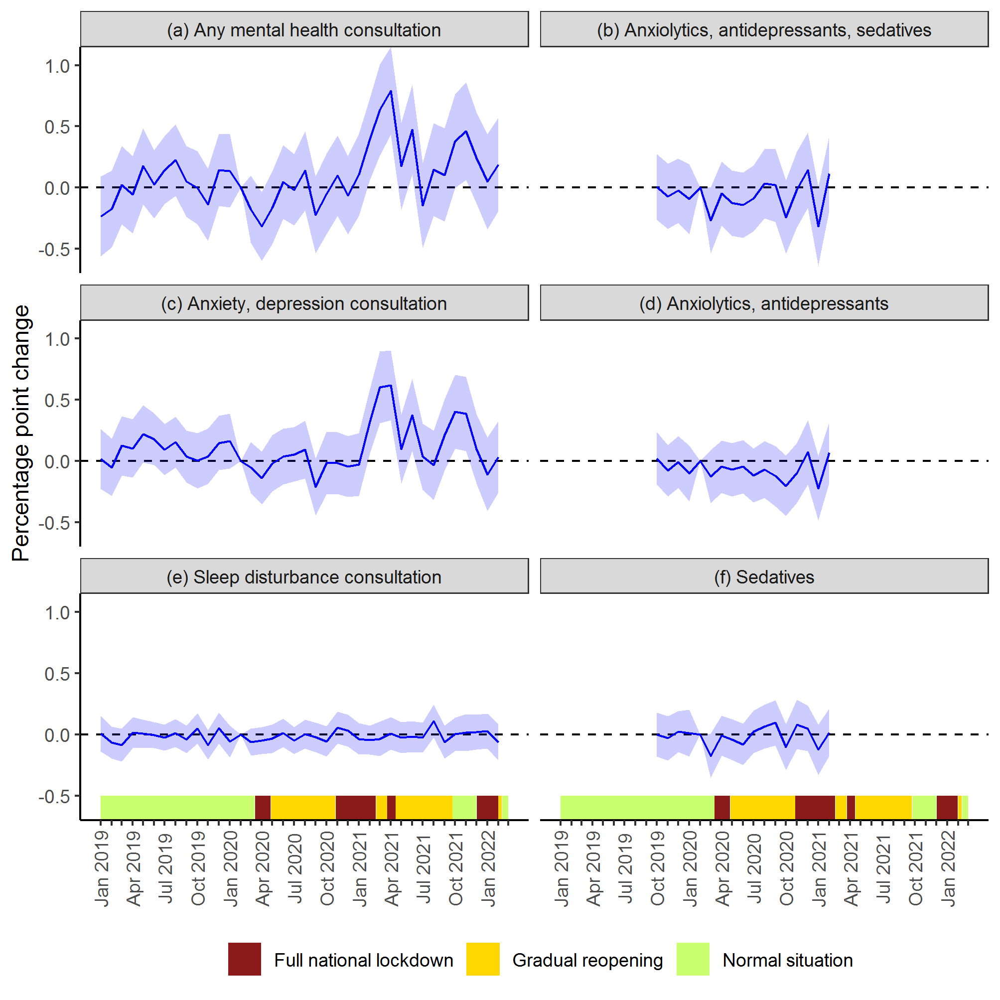 (a) Any mental health consultation
(b) Anxiolytics, antidepressants, sedatives
1.0
0.5
0.0
-0.5
(c) Anxiety, depression consultation
(d) Anxiolytics, antidepressants
Percentage point change
1.0
0.5
0.0
-0.5
(e) Sleep disturbance consultation
(f) Sedatives
1.0
0.5
0.0
-0.5
Jan 2019
Apr 2019
Jul 2019
Oct 2019
Jan 2020
Apr 2020
Jul 2020
Oct 2020
Jan 2021
Apr 2021
Jul 2021
Oct 2021
Jan 2022
Jan 2019
Apr 2019
Jul 2019
Oct 2019
Jan 2020
Apr 2020
Jul 2020
Oct 2020
Jan 2021
Apr 2021
Jul 2021
Oct 2021
Jan 2022
Full national lockdown
Gradual reopening
Normal situation